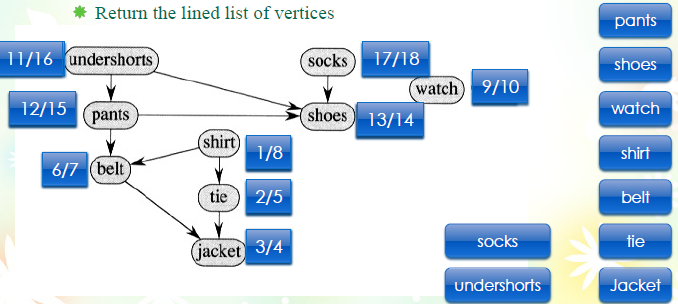 Return the lined list of vertices
11/16 undershorts socks 17/18
watch 9/10
12/15 pants shoes 13/14
shirt 1/8
6/7 belt
tie 2/5
jacket 3/4
socks
undershorts
pants
shoes
watch
shirt
belt
tie
Jacket